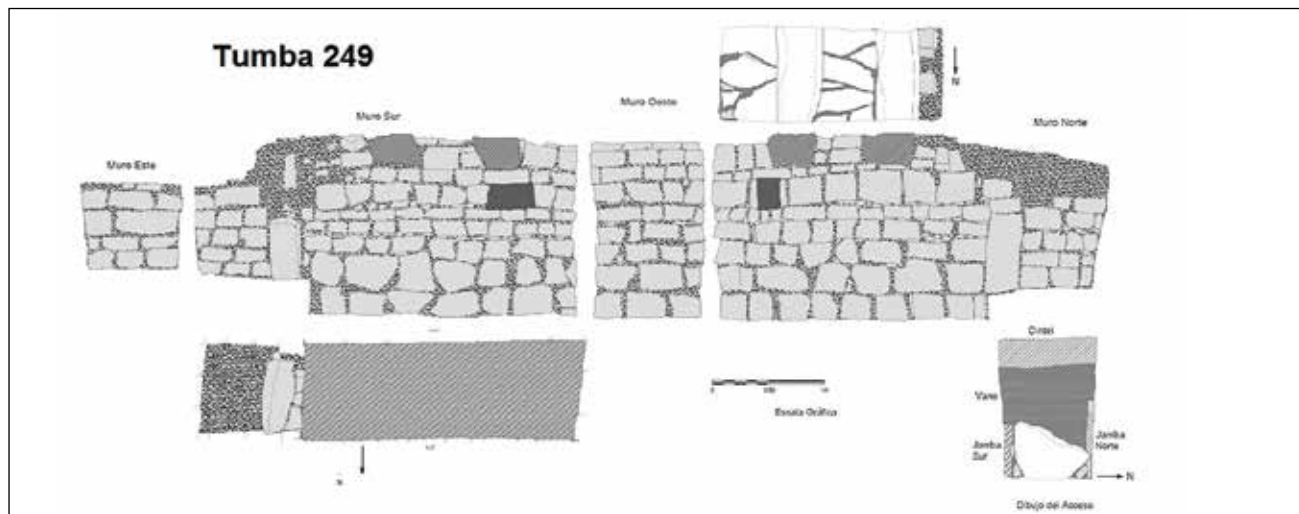 Tumba 249
N
Muro Oeste
Muro Sur
Muro Norte
Muro Este
Dintel
Vano
Escala Gráfica
Jamba
Sur
Jamba
Norte
N
N
Dibujo del Acceso